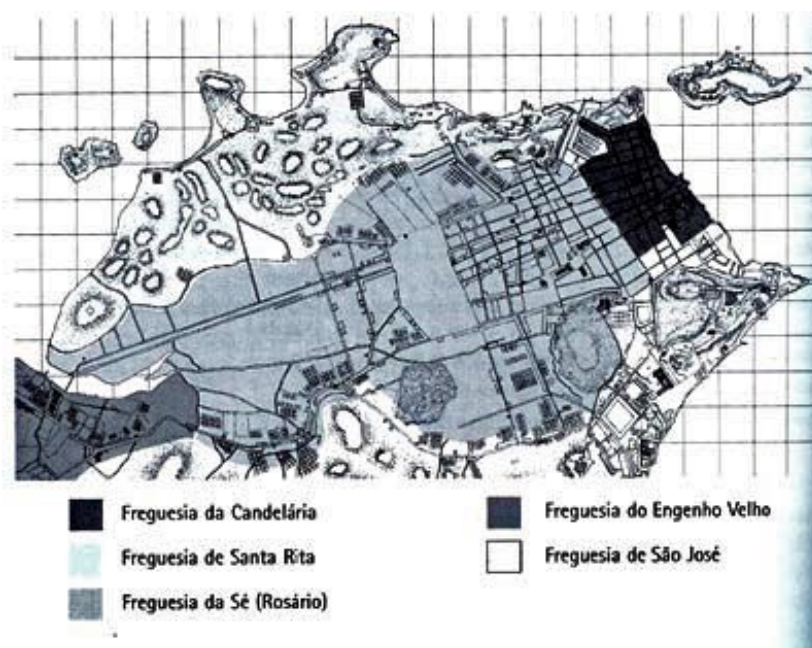 Freguesia da Candelária
Freguesia de Santa Rita
Freguesia da Sé (Rosário)
Freguesia do Engenho Velho
Freguesia de São José